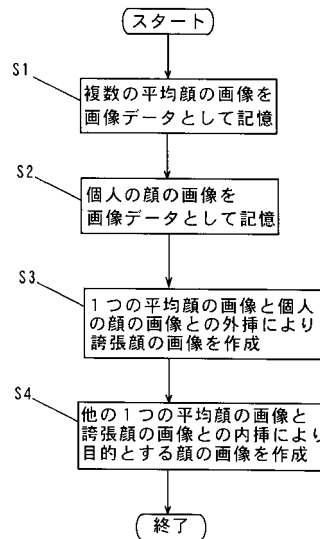 スタート
S1
複数の平均顔の画像を
画像データとして記憶
S2
個人の顔の画像を
画像データとして記憶
S3
1つの平均顔の画像と個人
の顔の画像との外挿により
誇張顔の画像を作成
S4
他の1つの平均顔の画像と
誇張顔の画像との内挿により
目的とする顔の画像を作成
終了